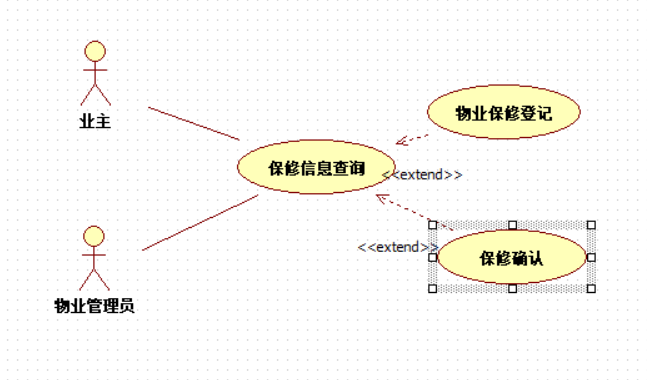 业主
物业保修登记
保修信息查询
<<extend>>
<<extend>>
保修确认
物业管理员